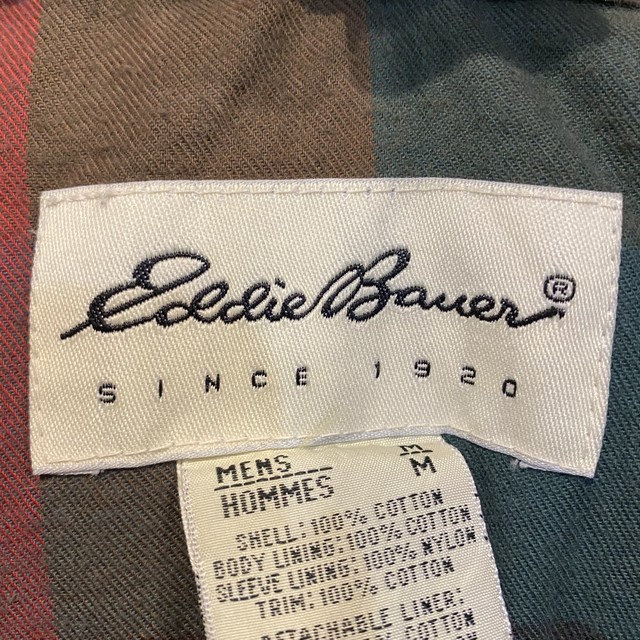 Eddie Bauer®
SINCE 1920
MENS M
HOMMES M
SHELL: 100% COTTON
BODY LINING: 100% COTTON
SLEEVE LINING: 100% NYLON
TRIM: 100% COTTON
DETACHABLE LINER:
100% COTTON